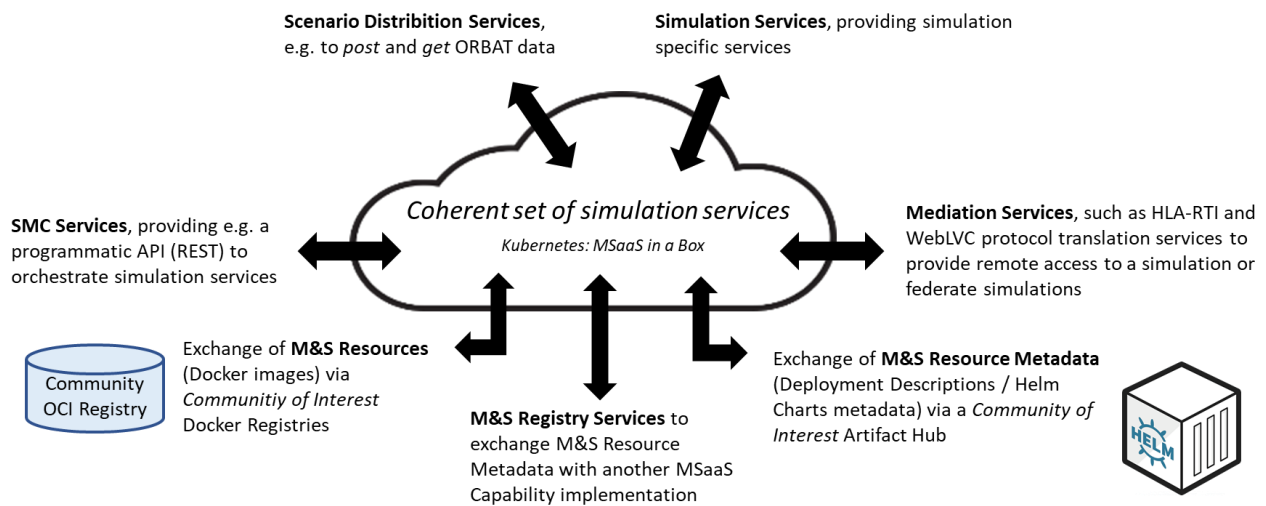 Scenario Distribition Services,
e.g. to post and get ORBAT data
Simulation Services, providing simulation
specific services
Coherent set of simulation services
Kubernetes: MSaaS in a Box
SMC Services, providing e.g. a
programmatic API (REST) to
orchestrate simulation services
Mediation Services, such as HLA-RTI and
WebLVC protocol translation services to
provide remote access to a simulation or
federate simulations
Community
OCI Registry
Exchange of M&S Resources
(Docker images) via
Communitiy of Interest
Docker Registries
M&S Registry Services to
exchange M&S Resource
Metadata with another MSaaS
Capability implementation
Exchange of M&S Resource Metadata
(Deployment Descriptions / Helm
Charts metadata) via a Community of
Interest Artifact Hub
HELM